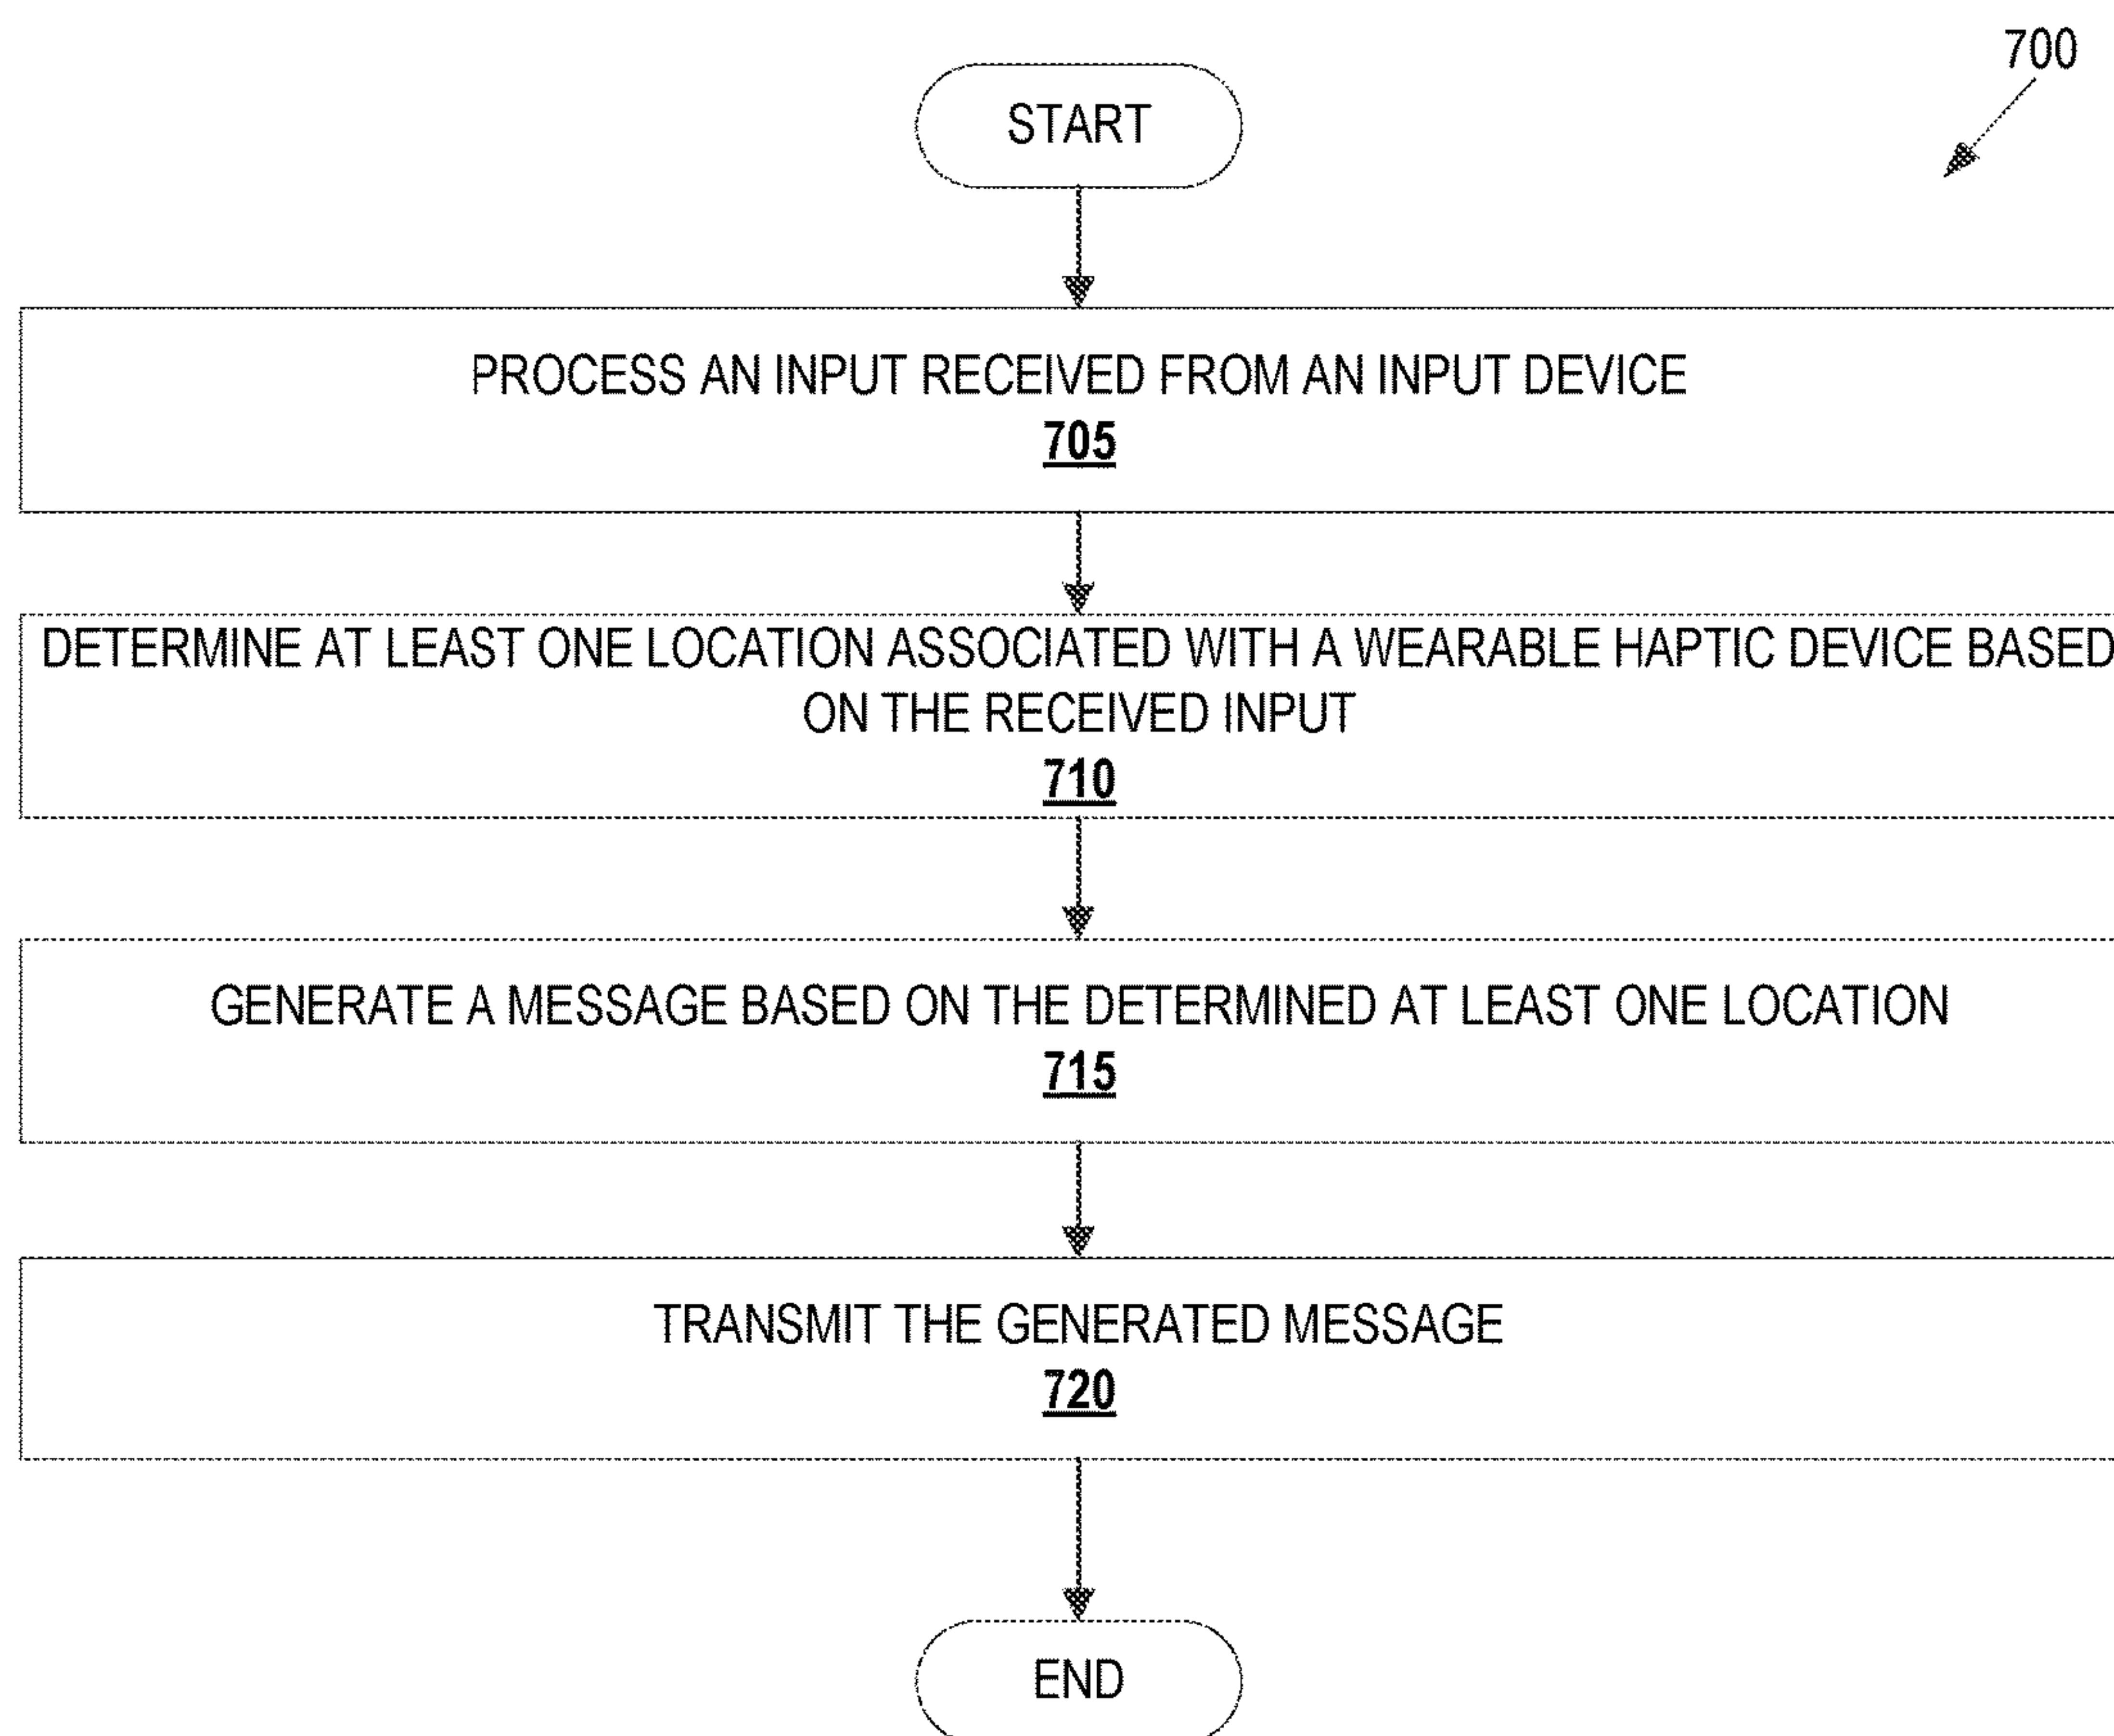 700
START
PROCESS AN INPUT RECEIVED FROM AN INPUT DEVICE
705
DETERMINE AT LEAST ONE LOCATION ASSOCIATED WITH A WEARABLE HAPTIC DEVICE BASED
ON THE RECEIVED INPUT
710
GENERATE A MESSAGE BASED ON THE DETERMINED AT LEAST ONE LOCATION
715
TRANSMIT THE GENERATED MESSAGE
720
END